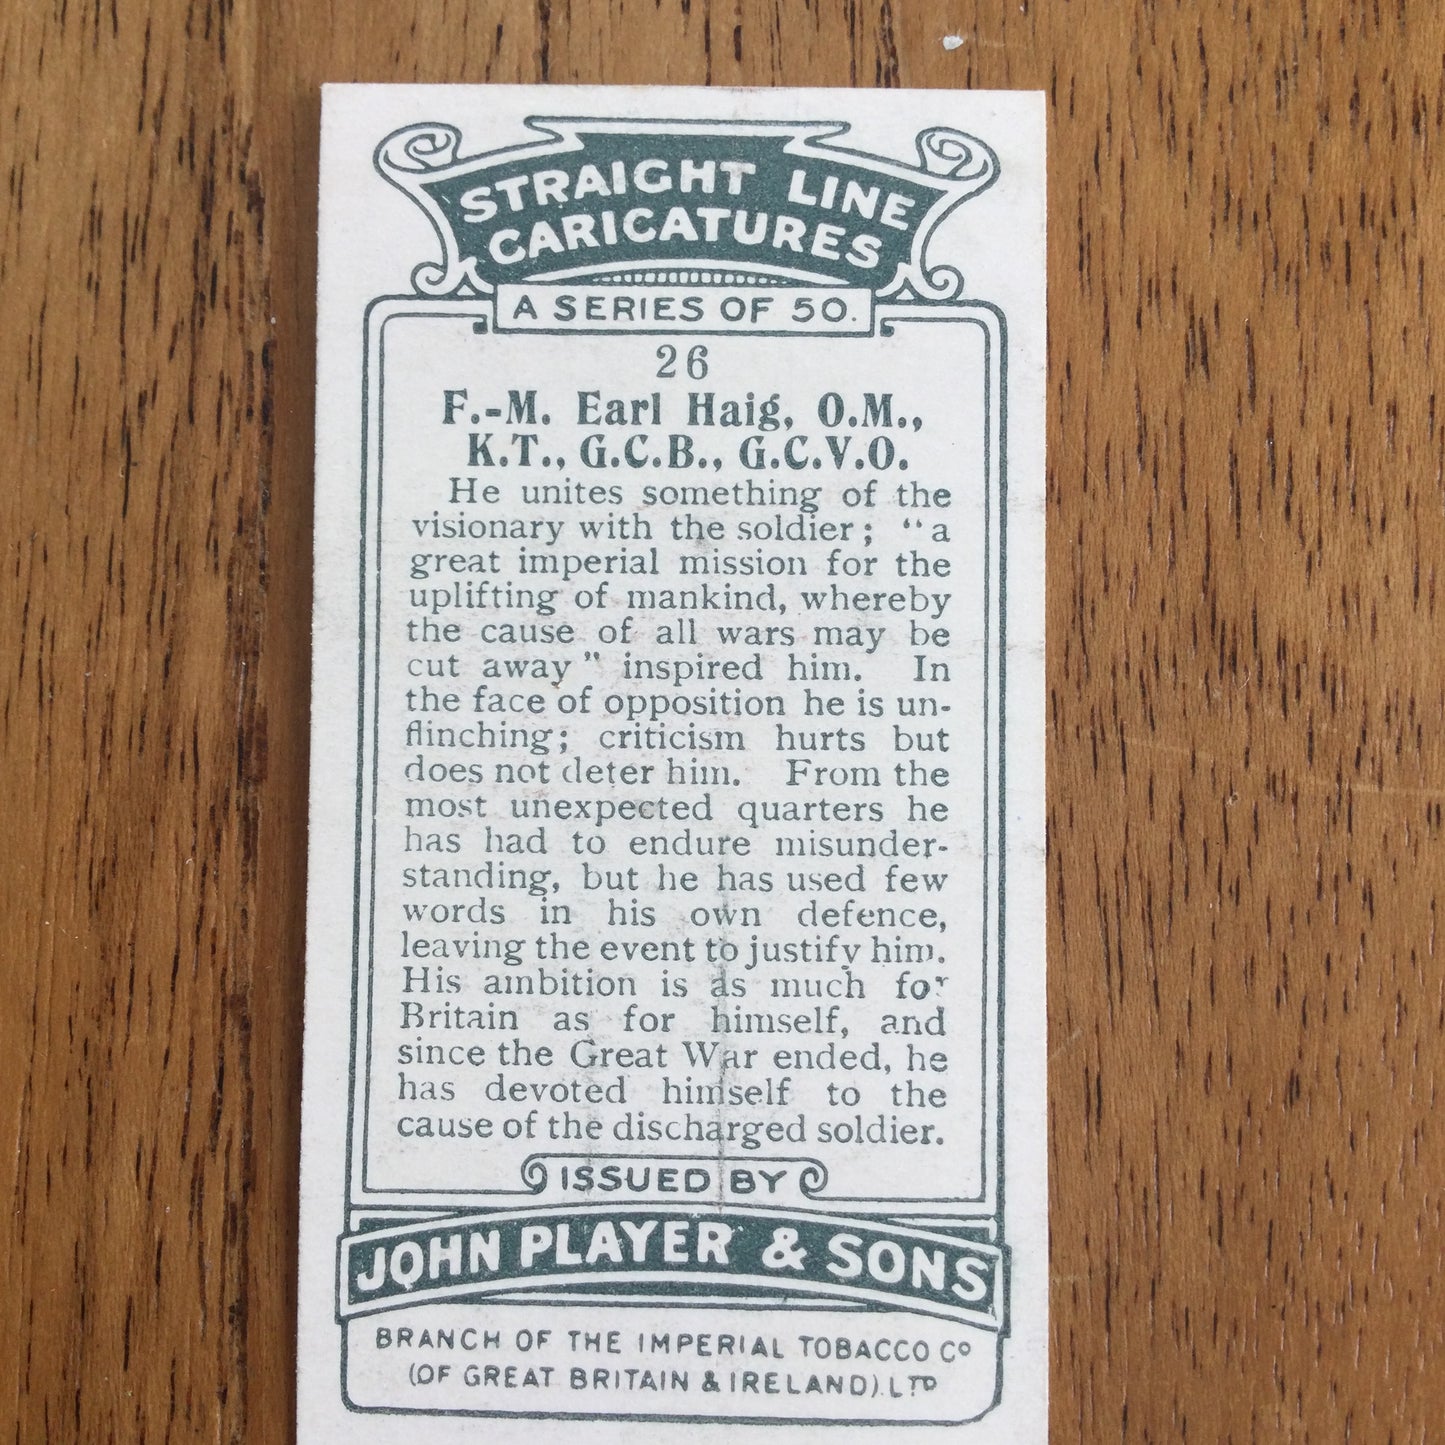 STRAIGHT LINE
CARICATURES
A SERIES OF 50.
26
F.-M. Earl Haig, O.M.,
K.T., G.C.B., G.C.V.O.
He unites something of the
visionary with the soldier; "a
great imperial mission for the
uplifting of mankind, whereby
the cause of all wars may be
cut away" inspired him. In
the face of opposition he is un-
flinching; criticism hurts but
does not deter him. From the
most unexpected quarters he
has had to endure misunder-
standing, but he has used few
words in his own defence,
leaving the event to justify him.
His ambition is as much for
Britain as for himself, and
since the Great War ended, he
has devoted himself to the
cause of the discharged soldier.
ISSUED BY
JOHN PLAYER & SONS
BRANCH OF THE IMPERIAL TOBACCO CO
(OF GREAT BRITAIN & IRELAND). LTD